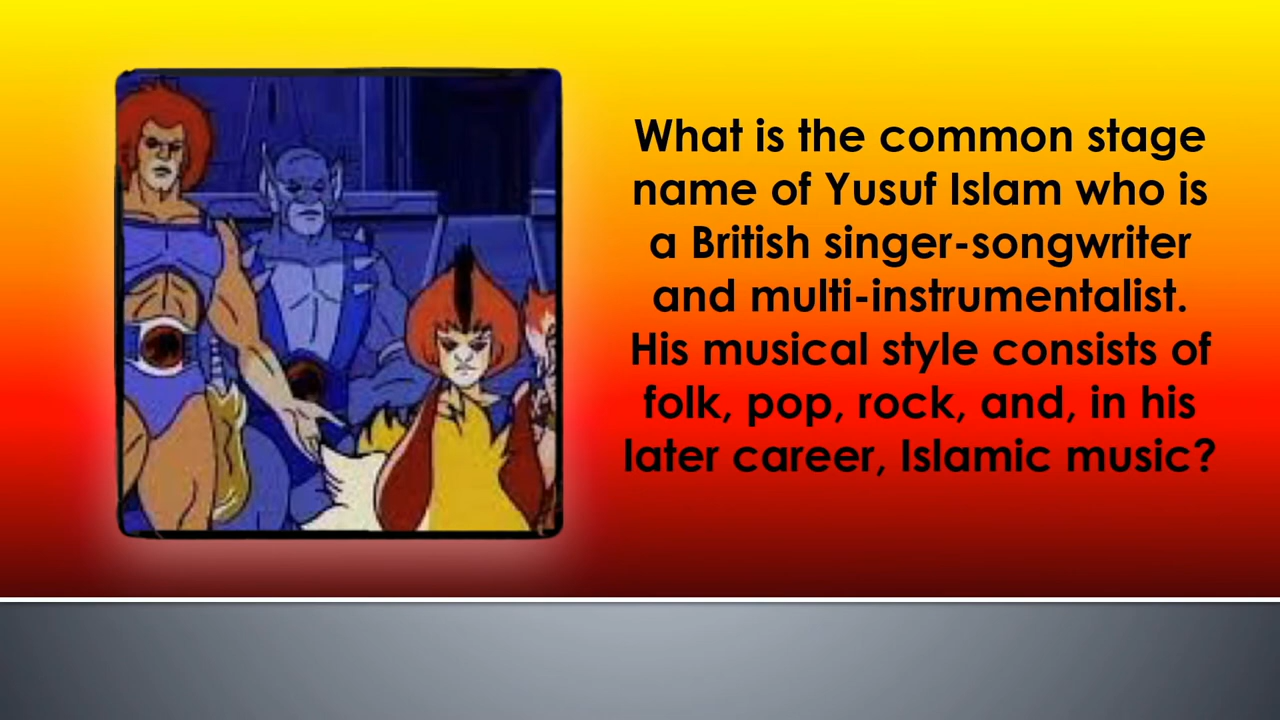 What is the common stage
name of Yusuf Islam who is
a British singer-songwriter
and multi-instrumentalist.
His musical style consists of
folk, pop, rock, and, in his
later career, Islamic music?